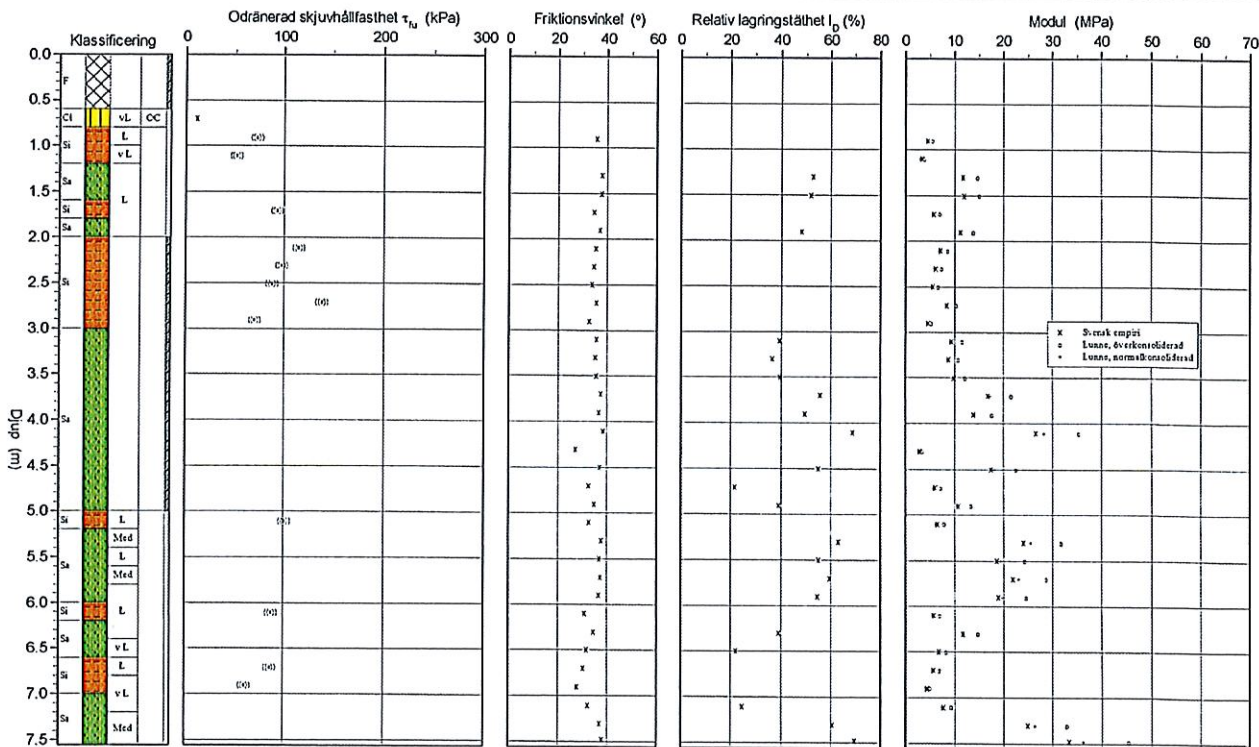 Odränerad skjuvhållfasthet τfu (kPa)
Friktionsvinkel (°)
Relativ lagringstäthet ID (%)
Modul (MPa)
Klassificering
0 100 200 300
0 20 40 60
0 20 40 60 80
0 10 20 30 40 50 60 70
0.0
F
0.5
Cl vL OC
Si L
1.0
vL
Sa
1.5
L
Si
Sa
2.0
Si
2.5
3.0
x Svensk empiri
o Lunne, överkonsoliderad
Lunne, normalkonsoliderad
3.5
Sa
4.0
Djup (m)
4.5
5.0
Si L
Med
5.5
L
Sa
Med
6.0
Si L
Sa
6.5
vL
L
Si
vL
7.0
Sa
Med
7.5